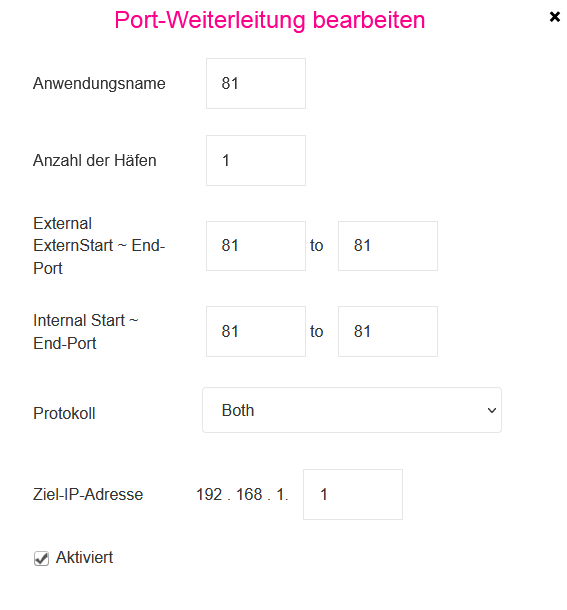 Port-Weiterleitung bearbeiten ×
Anwendungsname 81
Anzahl der Häfen 1
External
ExternStart ~ End- 81 to 81
Port
Internal Start ~
End-Port 81 to 81
Protokoll Both
Ziel-IP-Adresse 192 . 168 . 1. 1
Aktiviert